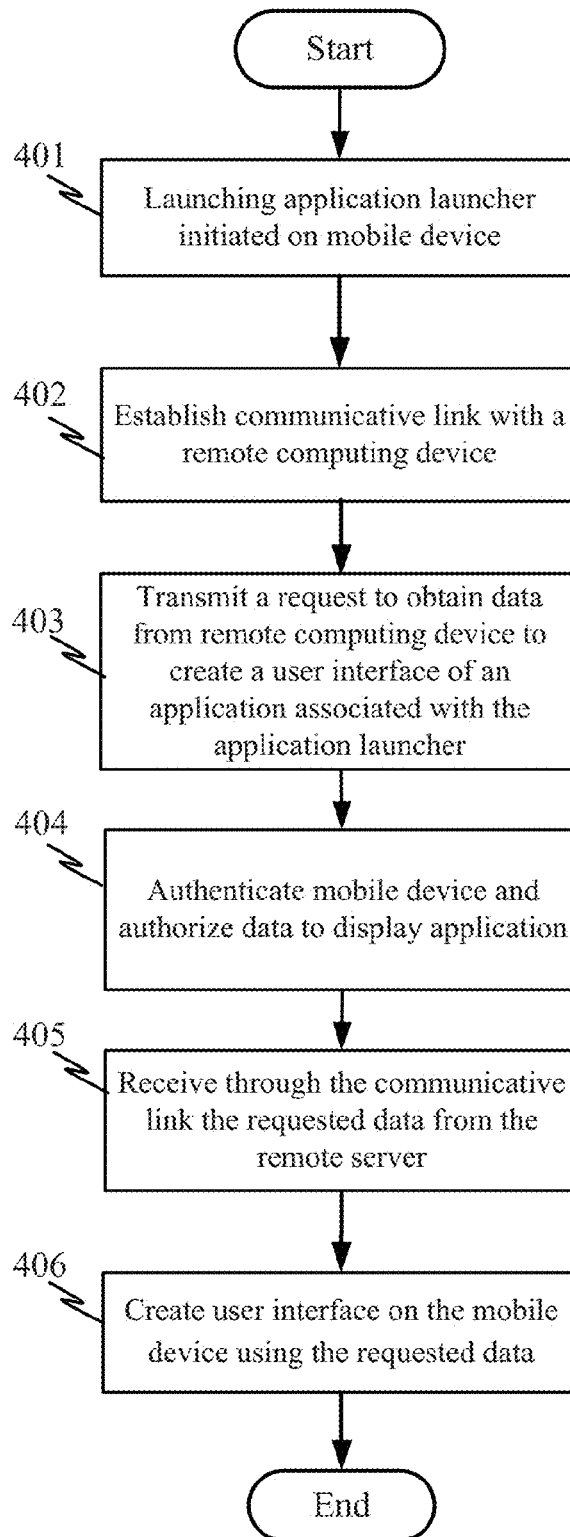 Start
401
Launching application launcher
initiated on mobile device
402
Establish communicative link with a
remote computing device
403
Transmit a request to obtain data
from remote computing device to
create a user interface of an
application associated with the
application launcher
404
Authenticate mobile device and
authorize data to display application
405
Receive through the communicative
link the requested data from the
remote server
406
Create user interface on the mobile
device using the requested data
End